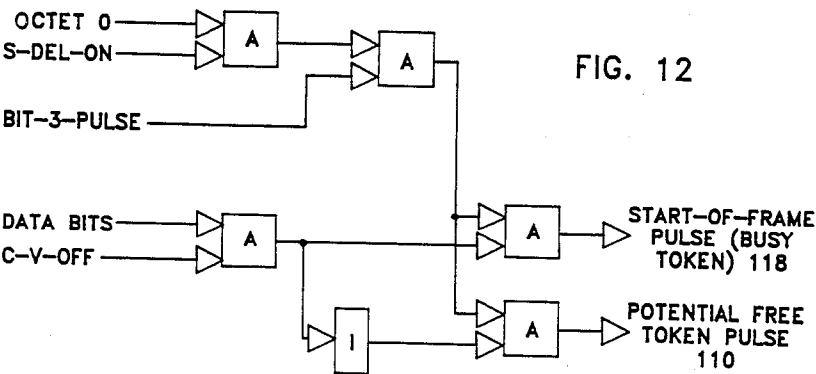 OCTET 0
S-DEL-ON
A
A
BIT-3-PULSE
FIG. 12
DATA BITS
C-V-OFF
A
A
START-OF-FRAME
PULSE (BUSY
TOKEN) 118
I
A
POTENTIAL FREE
TOKEN PULSE
110